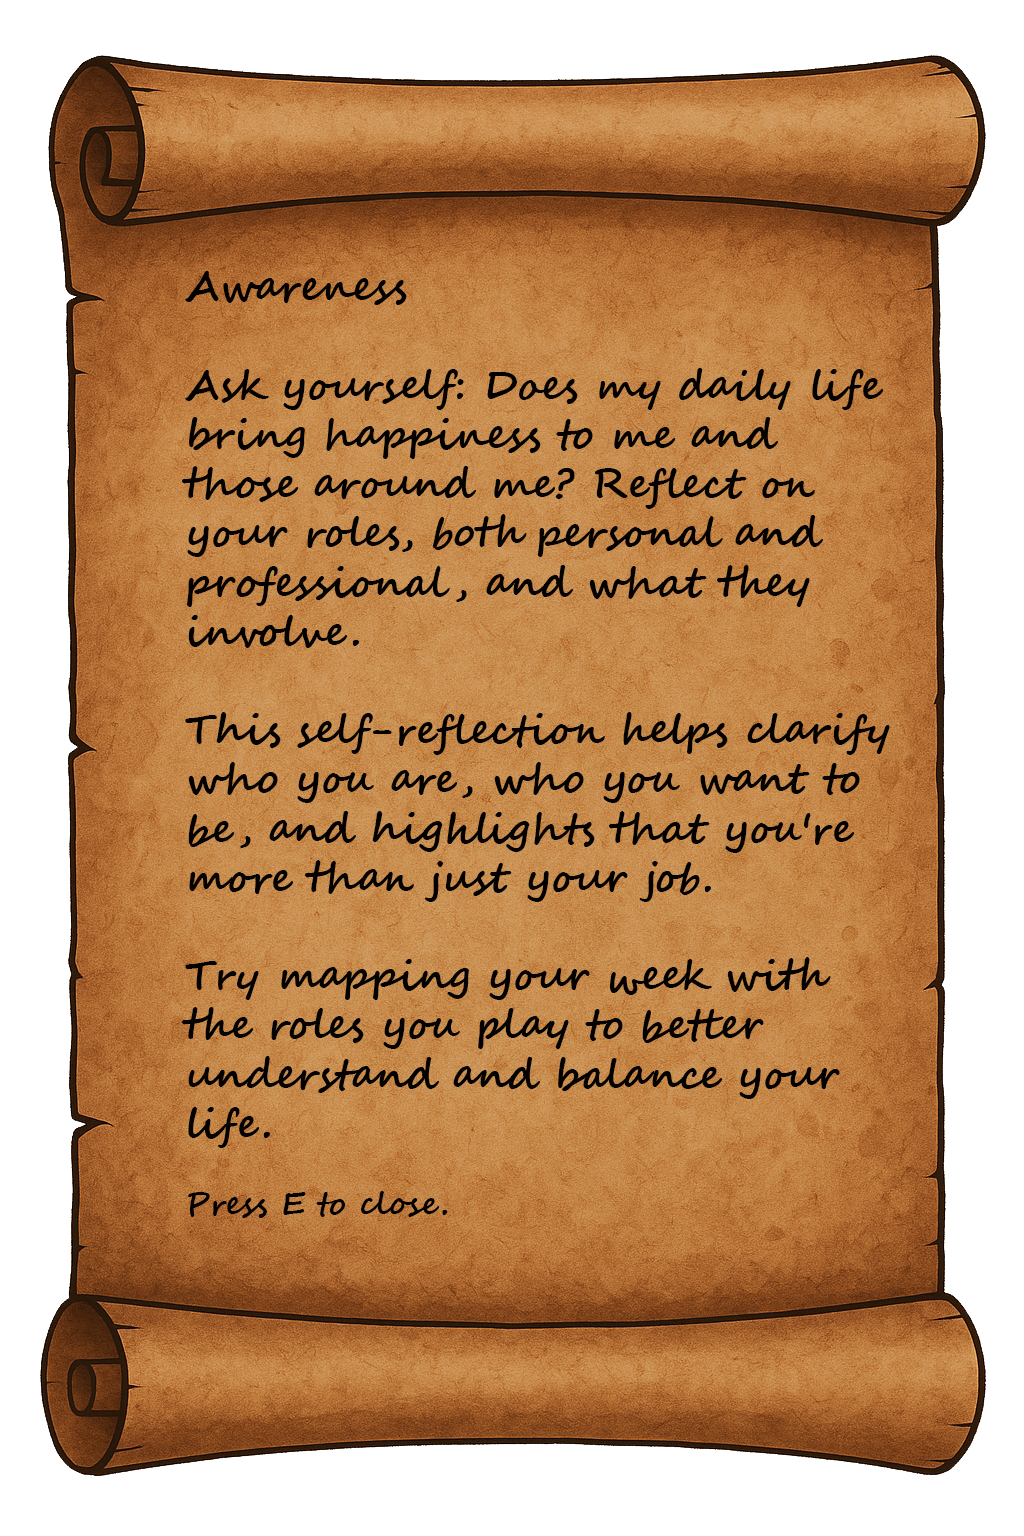 Awareness
Ask yourself: Does my daily life
bring happiness to me and
those around me? Reflect on
your roles, both personal and
professional, and what they
involve.
This self-reflection helps clarify
who you are, who you want to
be, and highlights that you're
more than just your job.
Try mapping your week with
the roles you play to better
understand and balance your
life.
Press E to close.